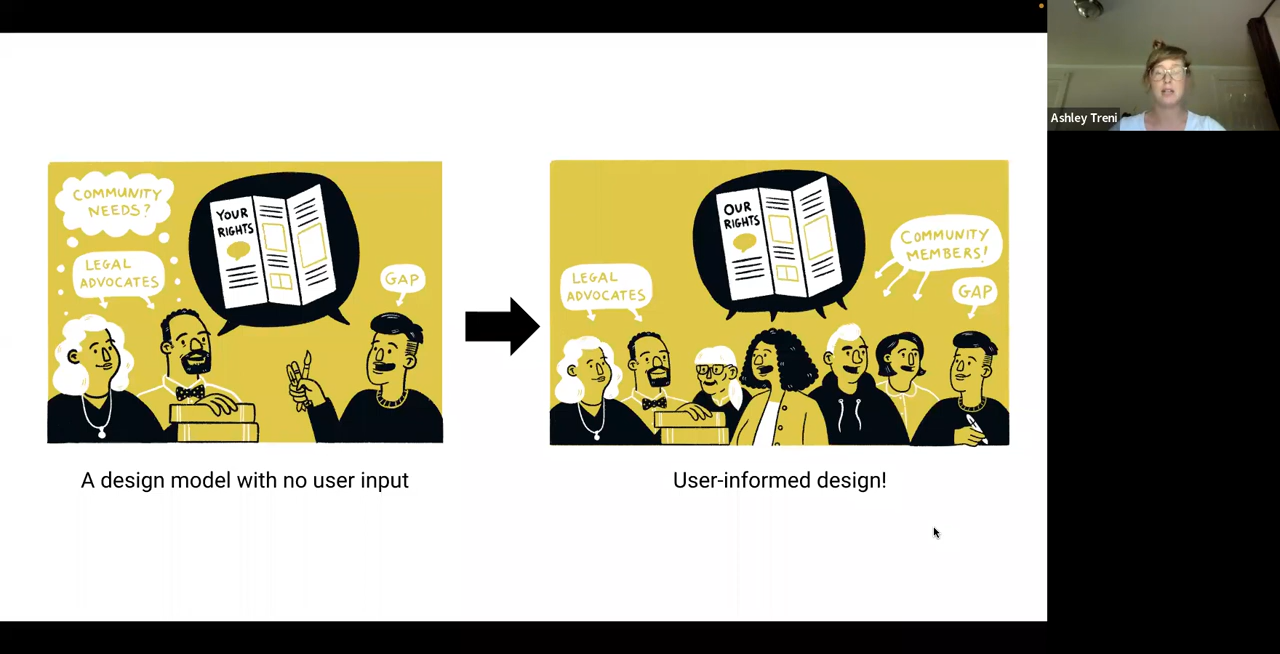 Ashley Treni
COMMUNITY
NEEDS?
LEGAL
ADVOCATES
YOUR
RIGHTS
GAP
A design model with no user input
OUR
RIGHTS
LEGAL
ADVOCATES
COMMUNITY
MEMBERS!
GAP
User-informed design!